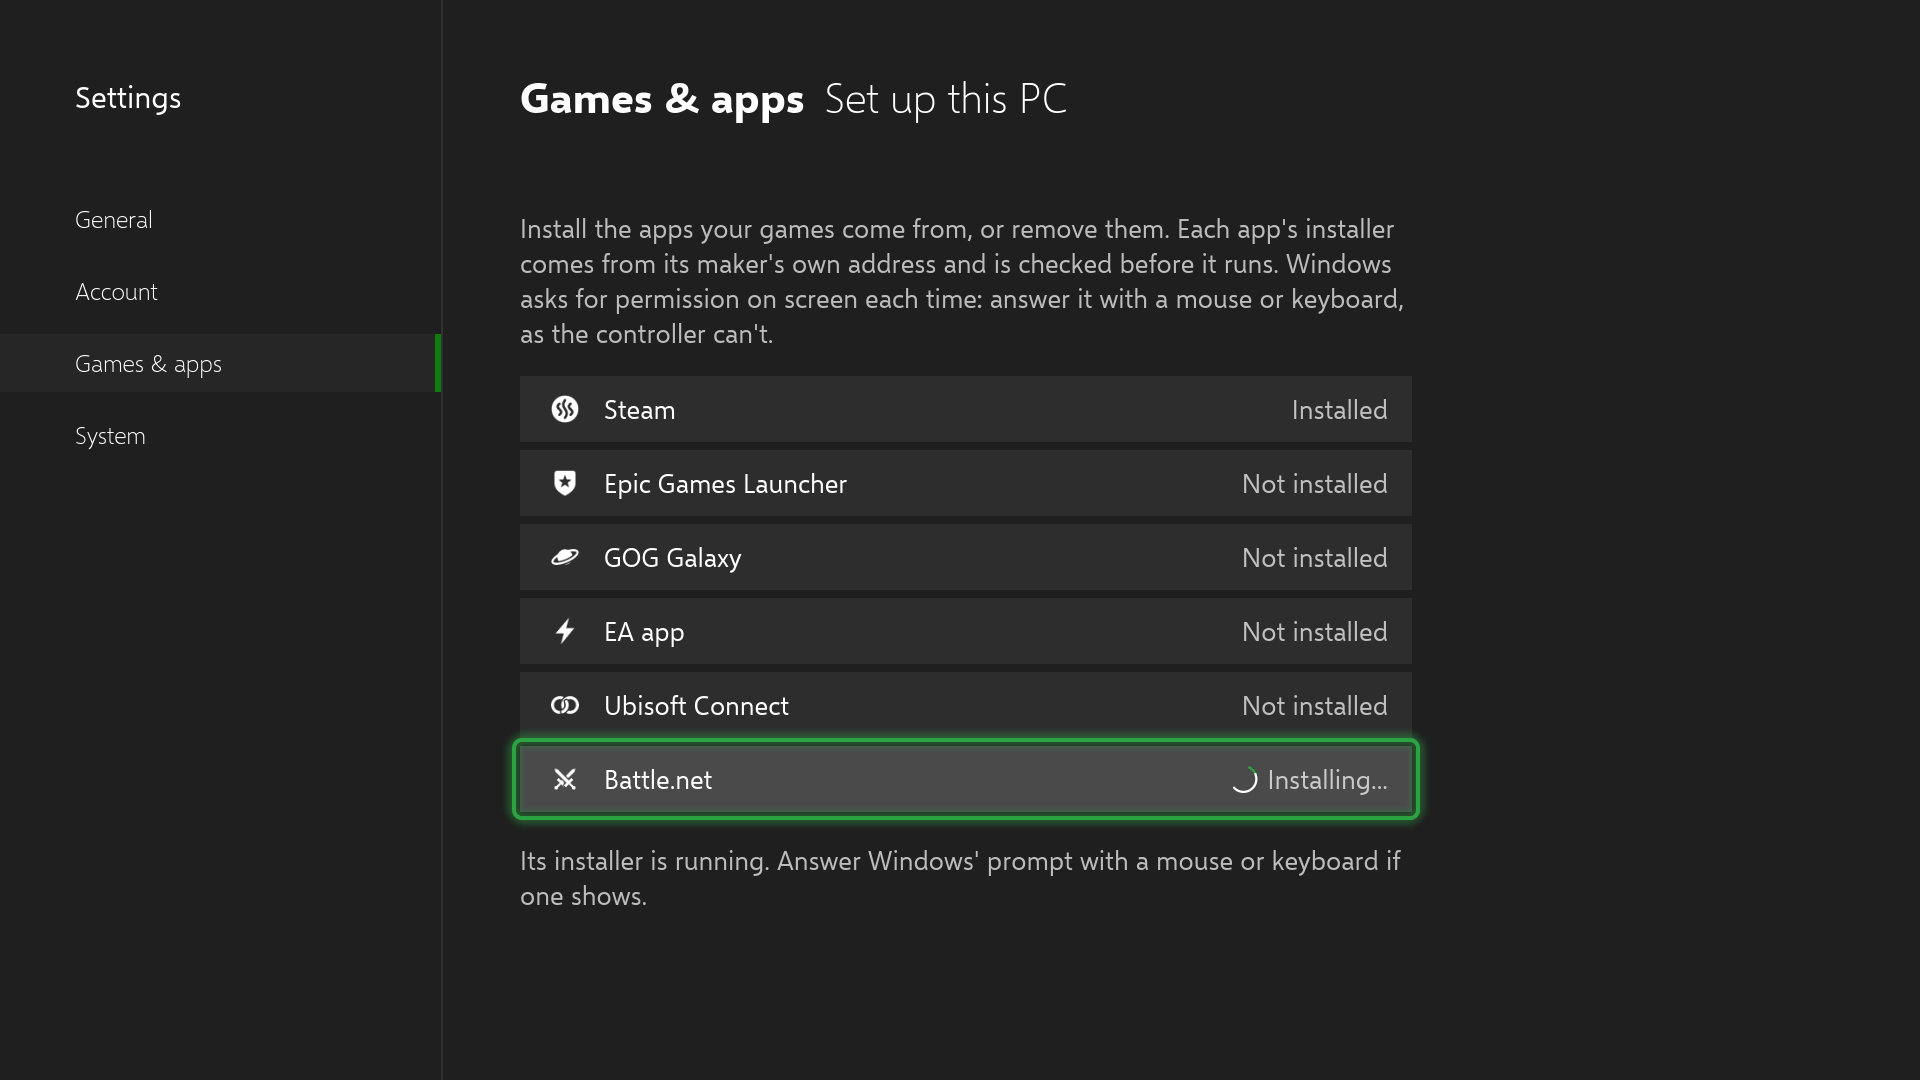 Settings
General
Account
Games & apps
System
Games & apps Set up this PC
Install the apps your games come from, or remove them. Each app's installer
comes from its maker's own address and is checked before it runs. Windows
asks for permission on screen each time: answer it with a mouse or keyboard,
as the controller can't.
Steam Installed
Epic Games Launcher Not installed
GOG Galaxy Not installed
EA app Not installed
Ubisoft Connect Not installed
Battle.net Installing...
Its installer is running. Answer Windows' prompt with a mouse or keyboard if
one shows.